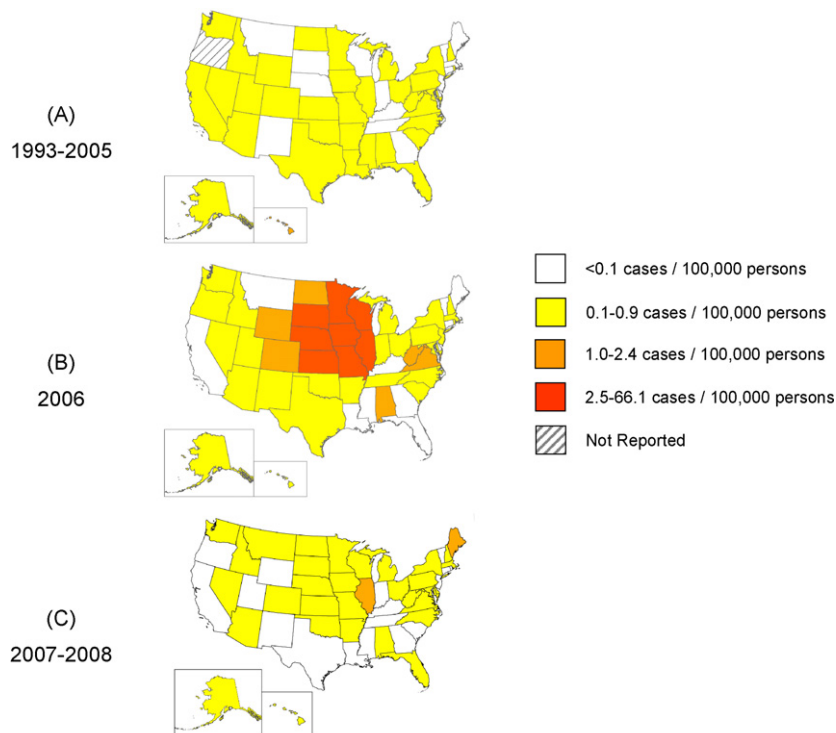 (A)
1993-2005
(B)
2006
(C)
2007-2008
<0.1 cases / 100,000 persons
0.1-0.9 cases / 100,000 persons
1.0-2.4 cases / 100,000 persons
2.5-66.1 cases / 100,000 persons
Not Reported